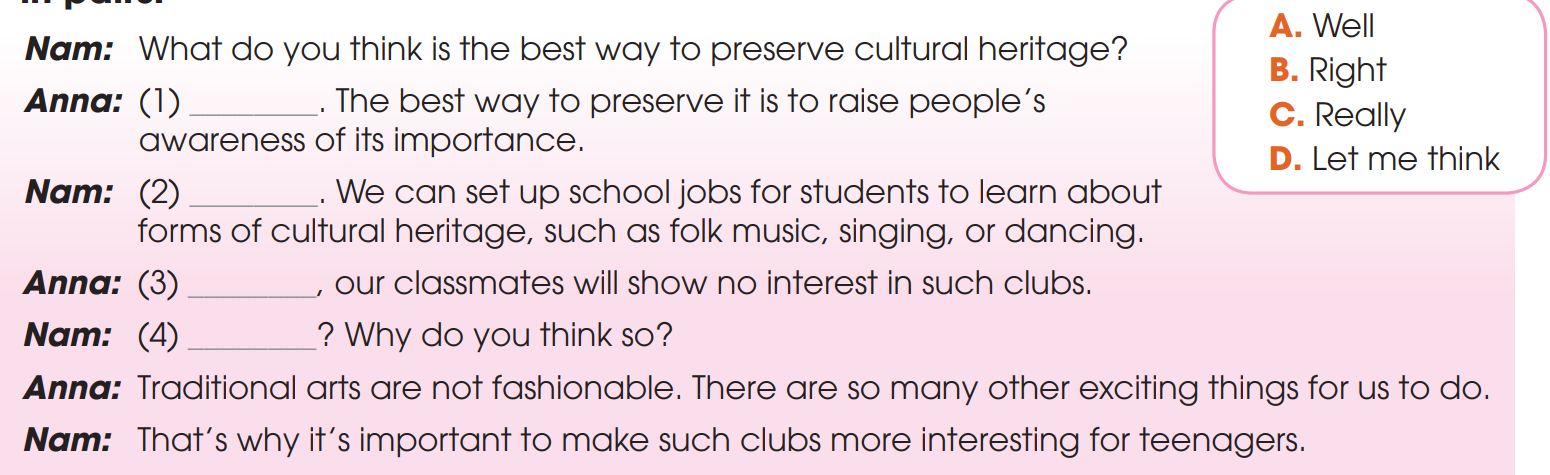 in pairs.
Nam: What do you think is the best way to preserve cultural heritage?
Anna: (1) ________. The best way to preserve it is to raise people's
awareness of its importance.
Nam: (2) ________. We can set up school jobs for students to learn about
forms of cultural heritage, such as folk music, singing, or dancing.
Anna: (3) ________, our classmates will show no interest in such clubs.
Nam: (4) ________? Why do you think so?
Anna: Traditional arts are not fashionable. There are so many other exciting things for us to do.
Nam: That's why it's important to make such clubs more interesting for teenagers.
A. Well
B. Right
C. Really
D. Let me think